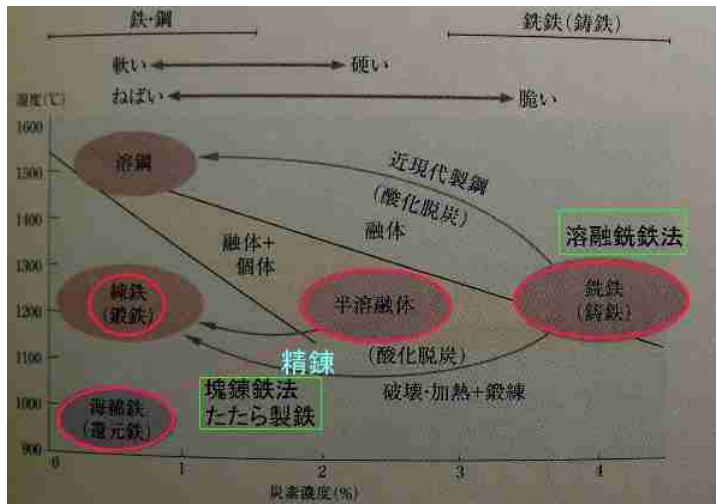 鉄・鋼
銑鉄(鋳鉄)
軟い
硬い
ねばい
脆い
温度(℃)
1600
1500
1400
1300
1200
1100
1000
900
溶鋼
近現代製鋼
(酸化脱炭)
融体
融体+
個体
溶融銑鉄法
錬鉄
(鍛鉄)
半溶融体
銑鉄
(鋳鉄)
精錬
(酸化脱炭)
破壊・加熱+鍛練
塊錬鉄法
たたら製鉄
海綿鉄
(還元鉄)
0
1
2
3
4
炭素濃度(%)